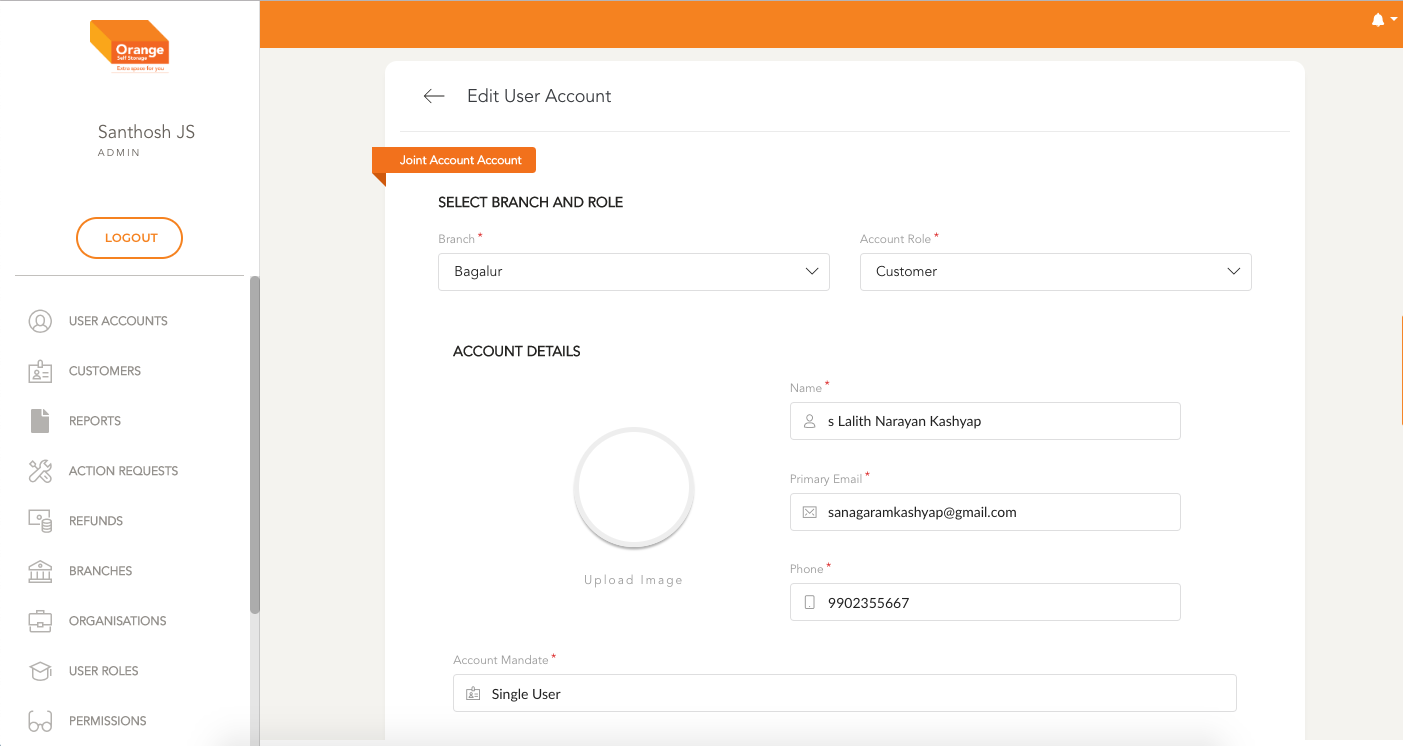 Orange
Self Storage
Extra space for you
Santhosh JS
ADMIN
LOGOUT
USER ACCOUNTS
CUSTOMERS
REPORTS
ACTION REQUESTS
REFUNDS
BRANCHES
ORGANISATIONS
USER ROLES
PERMISSIONS
Edit User Account
Joint Account Account
SELECT BRANCH AND ROLE
Branch *
Bagalur
Account Role *
Customer
ACCOUNT DETAILS
Upload Image
Name *
s Lalith Narayan Kashyap
Primary Email *
sanagaramkashyap@gmail.com
Phone *
9902355667
Account Mandate *
Single User